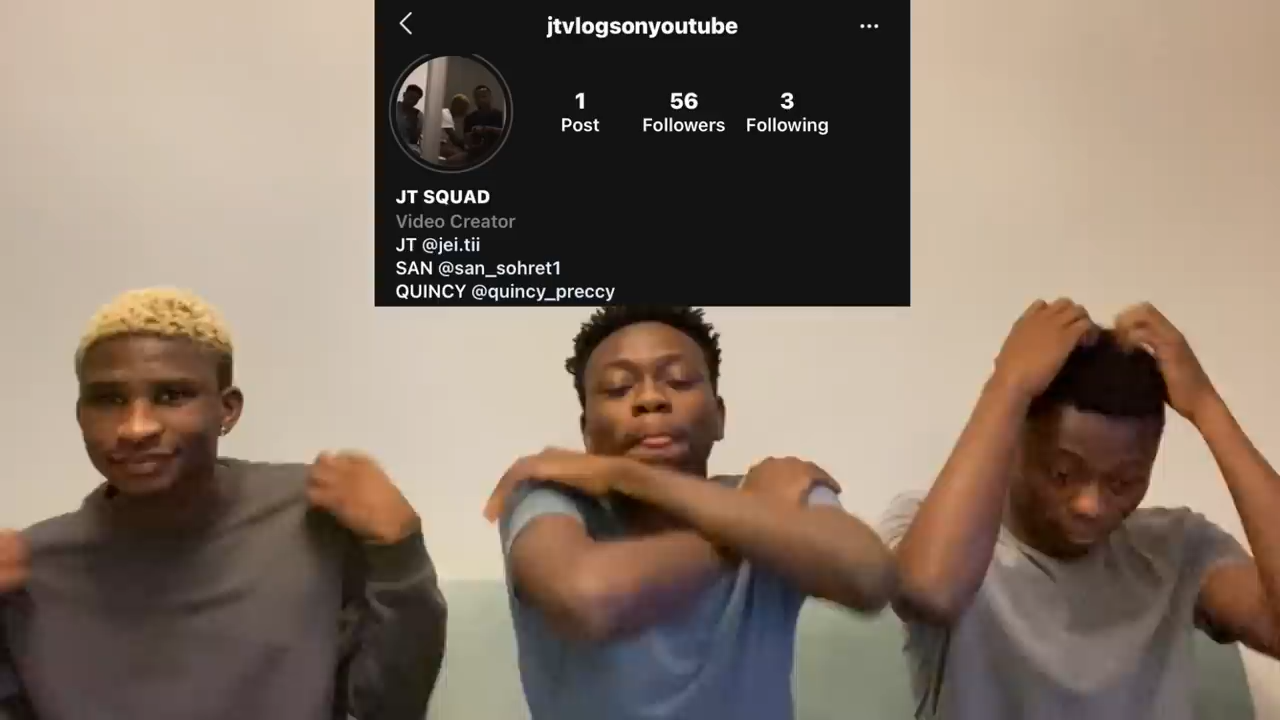 jtvlogsonyoutube
1 56 3
Post Followers Following
JT SQUAD
Video Creator
JT @jei.tii
SAN @san_sohret1
QUINCY @quincy_preccy